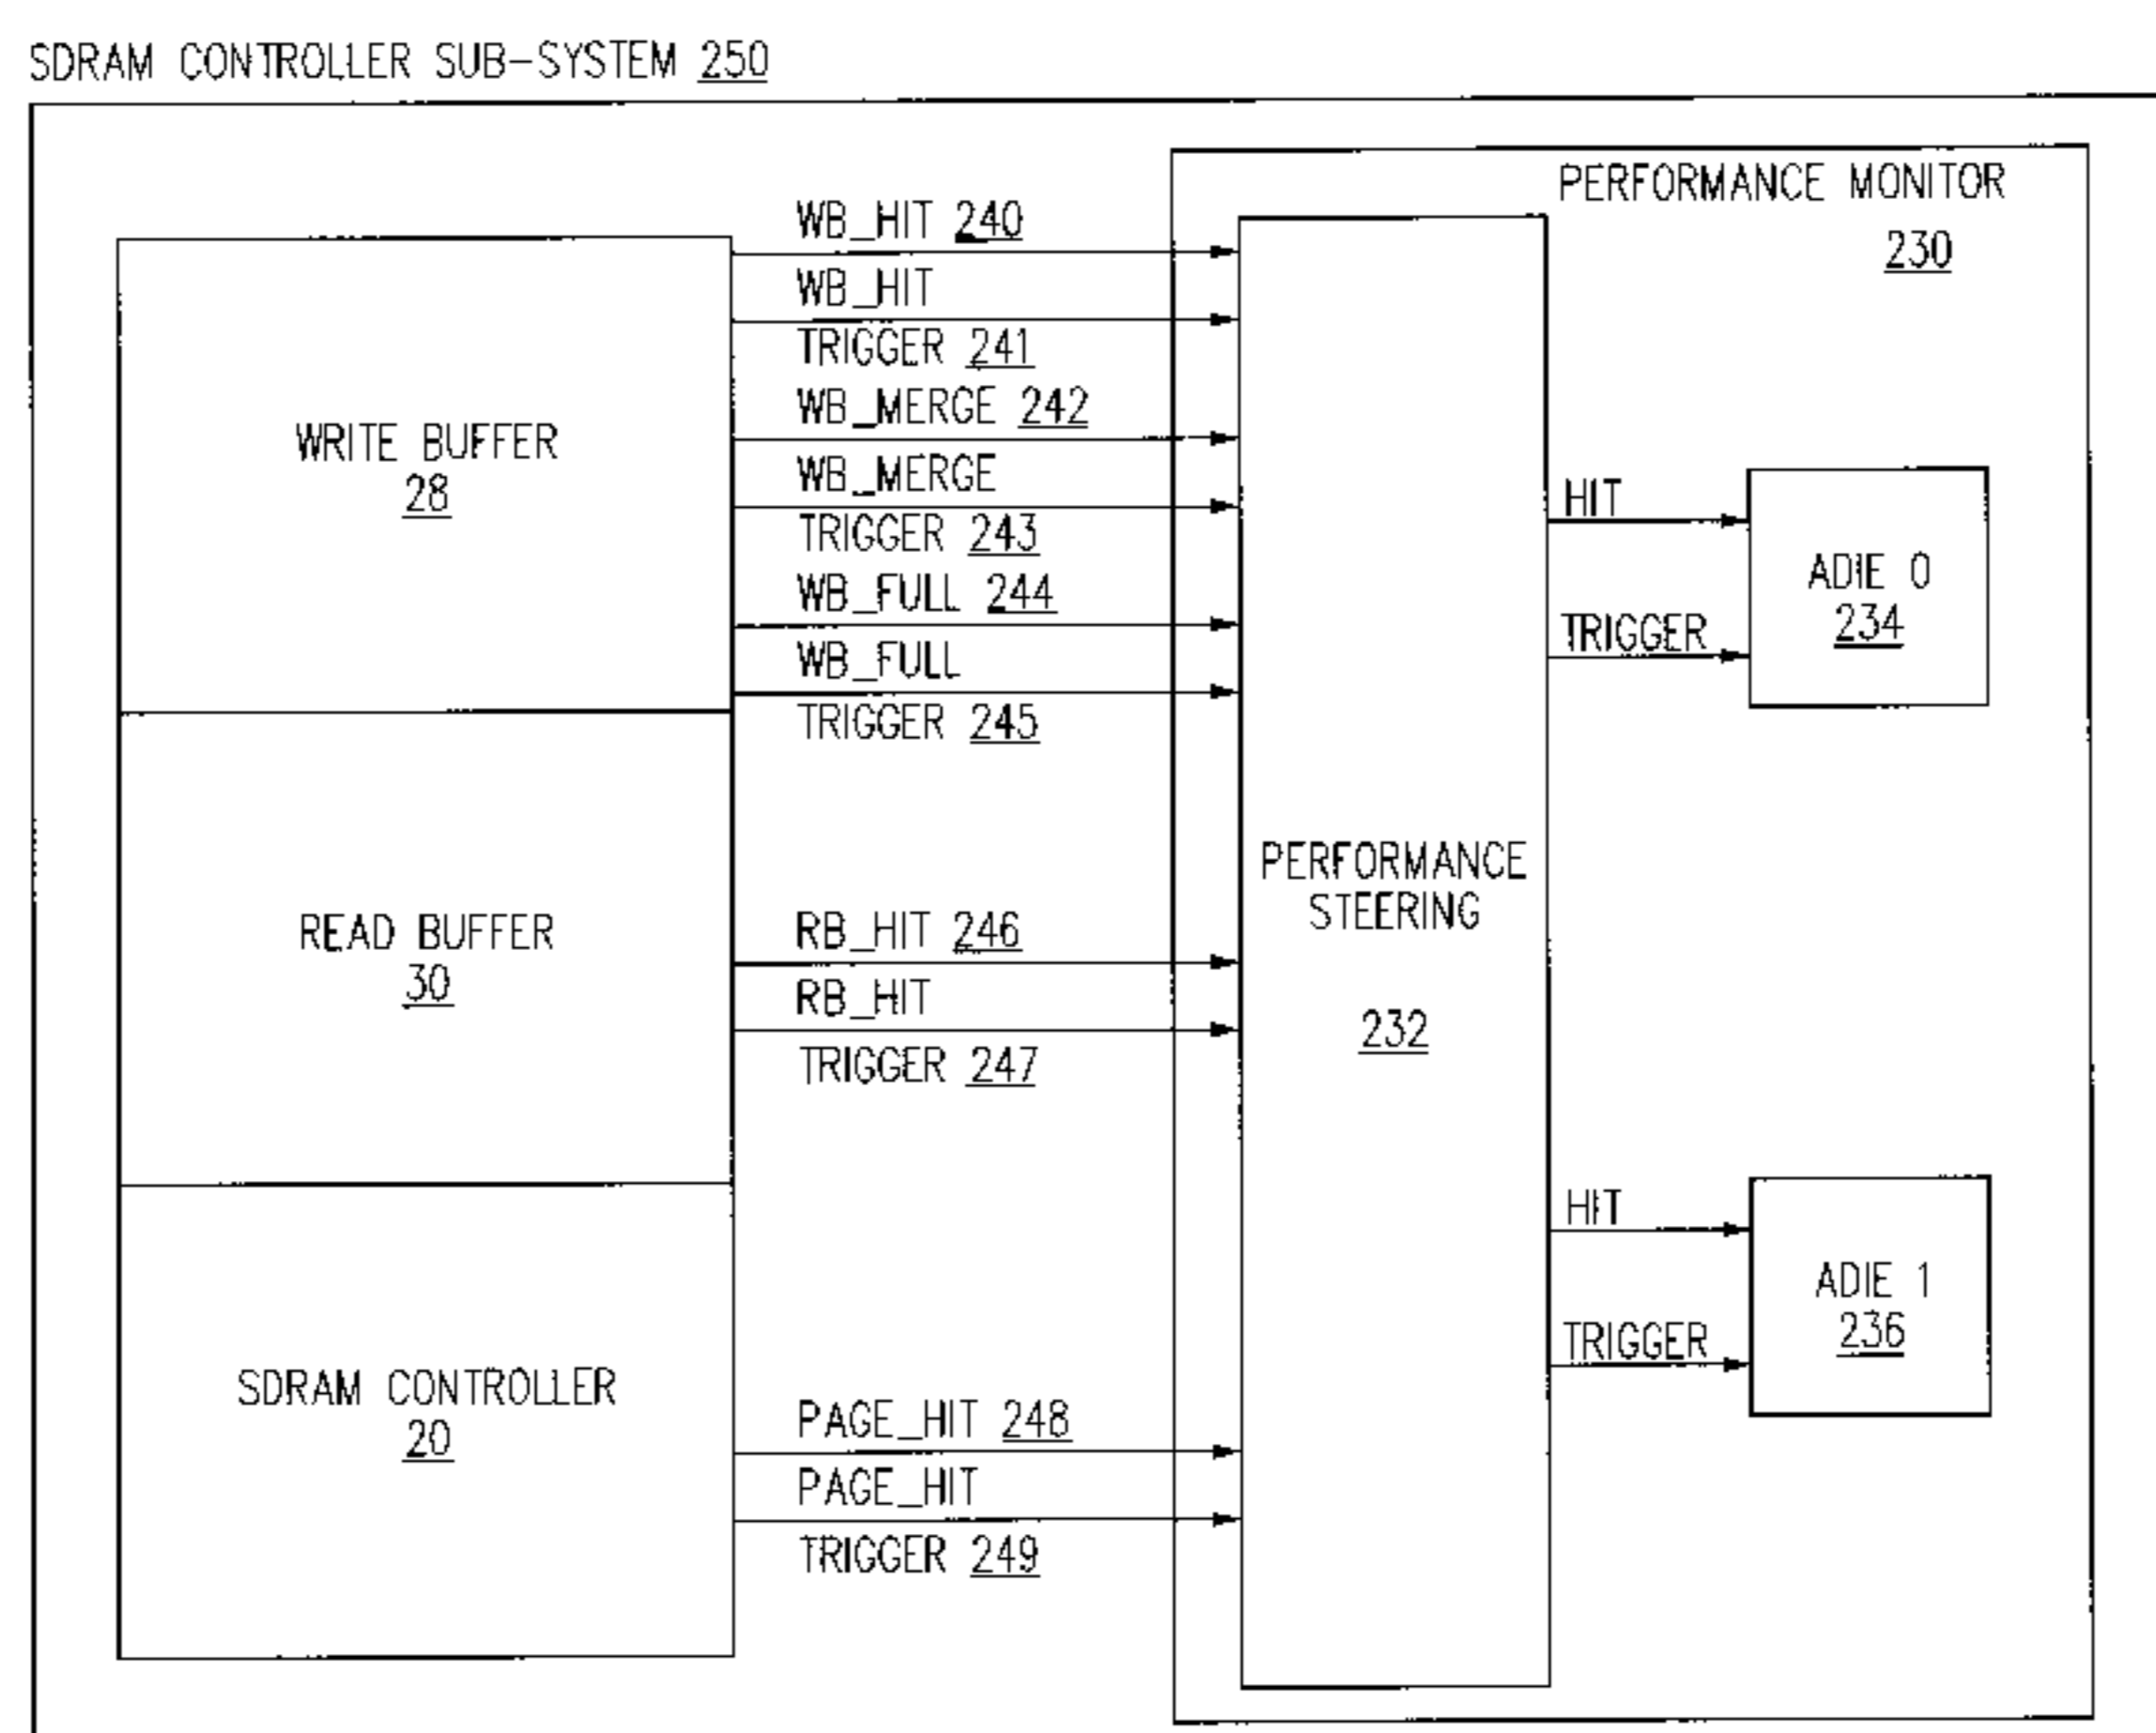 SDRAM CONTROLLER SUB-SYSTEM 250
PERFORMANCE MONITOR
230
WB_HIT 240
WB_HIT
TRIGGER 241
WB_MERGE 242
WB_MERGE
TRIGGER 243
WB_FULL 244
WB_FULL
TRIGGER 245
WRITE BUFFER
28
READ BUFFER
30
RB_HIT 246
RB_HIT
TRIGGER 247
SDRAM CONTROLLER
20
PAGE_HIT 248
PAGE_HIT
TRIGGER 249
PERFORMANCE
STEERING
232
HIT
TRIGGER
ADIE 0
234
HIT
TRIGGER
ADIE 1
236